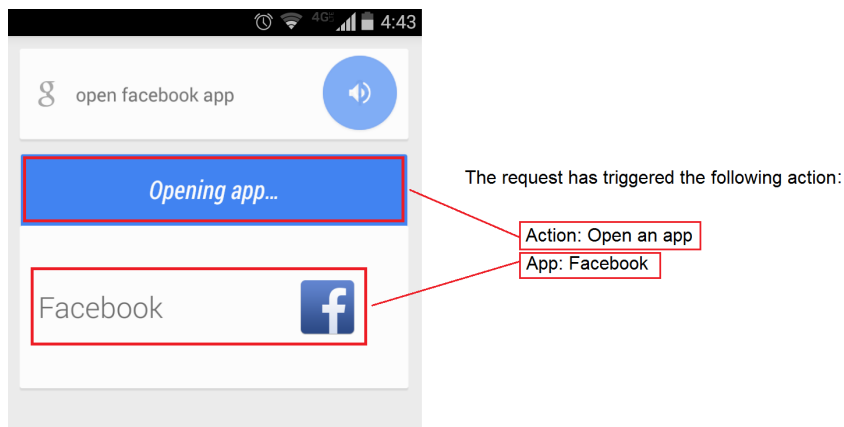 4G 4:43
g open facebook app
Opening app...
Facebook f
The request has triggered the following action:
Action: Open an app
App: Facebook